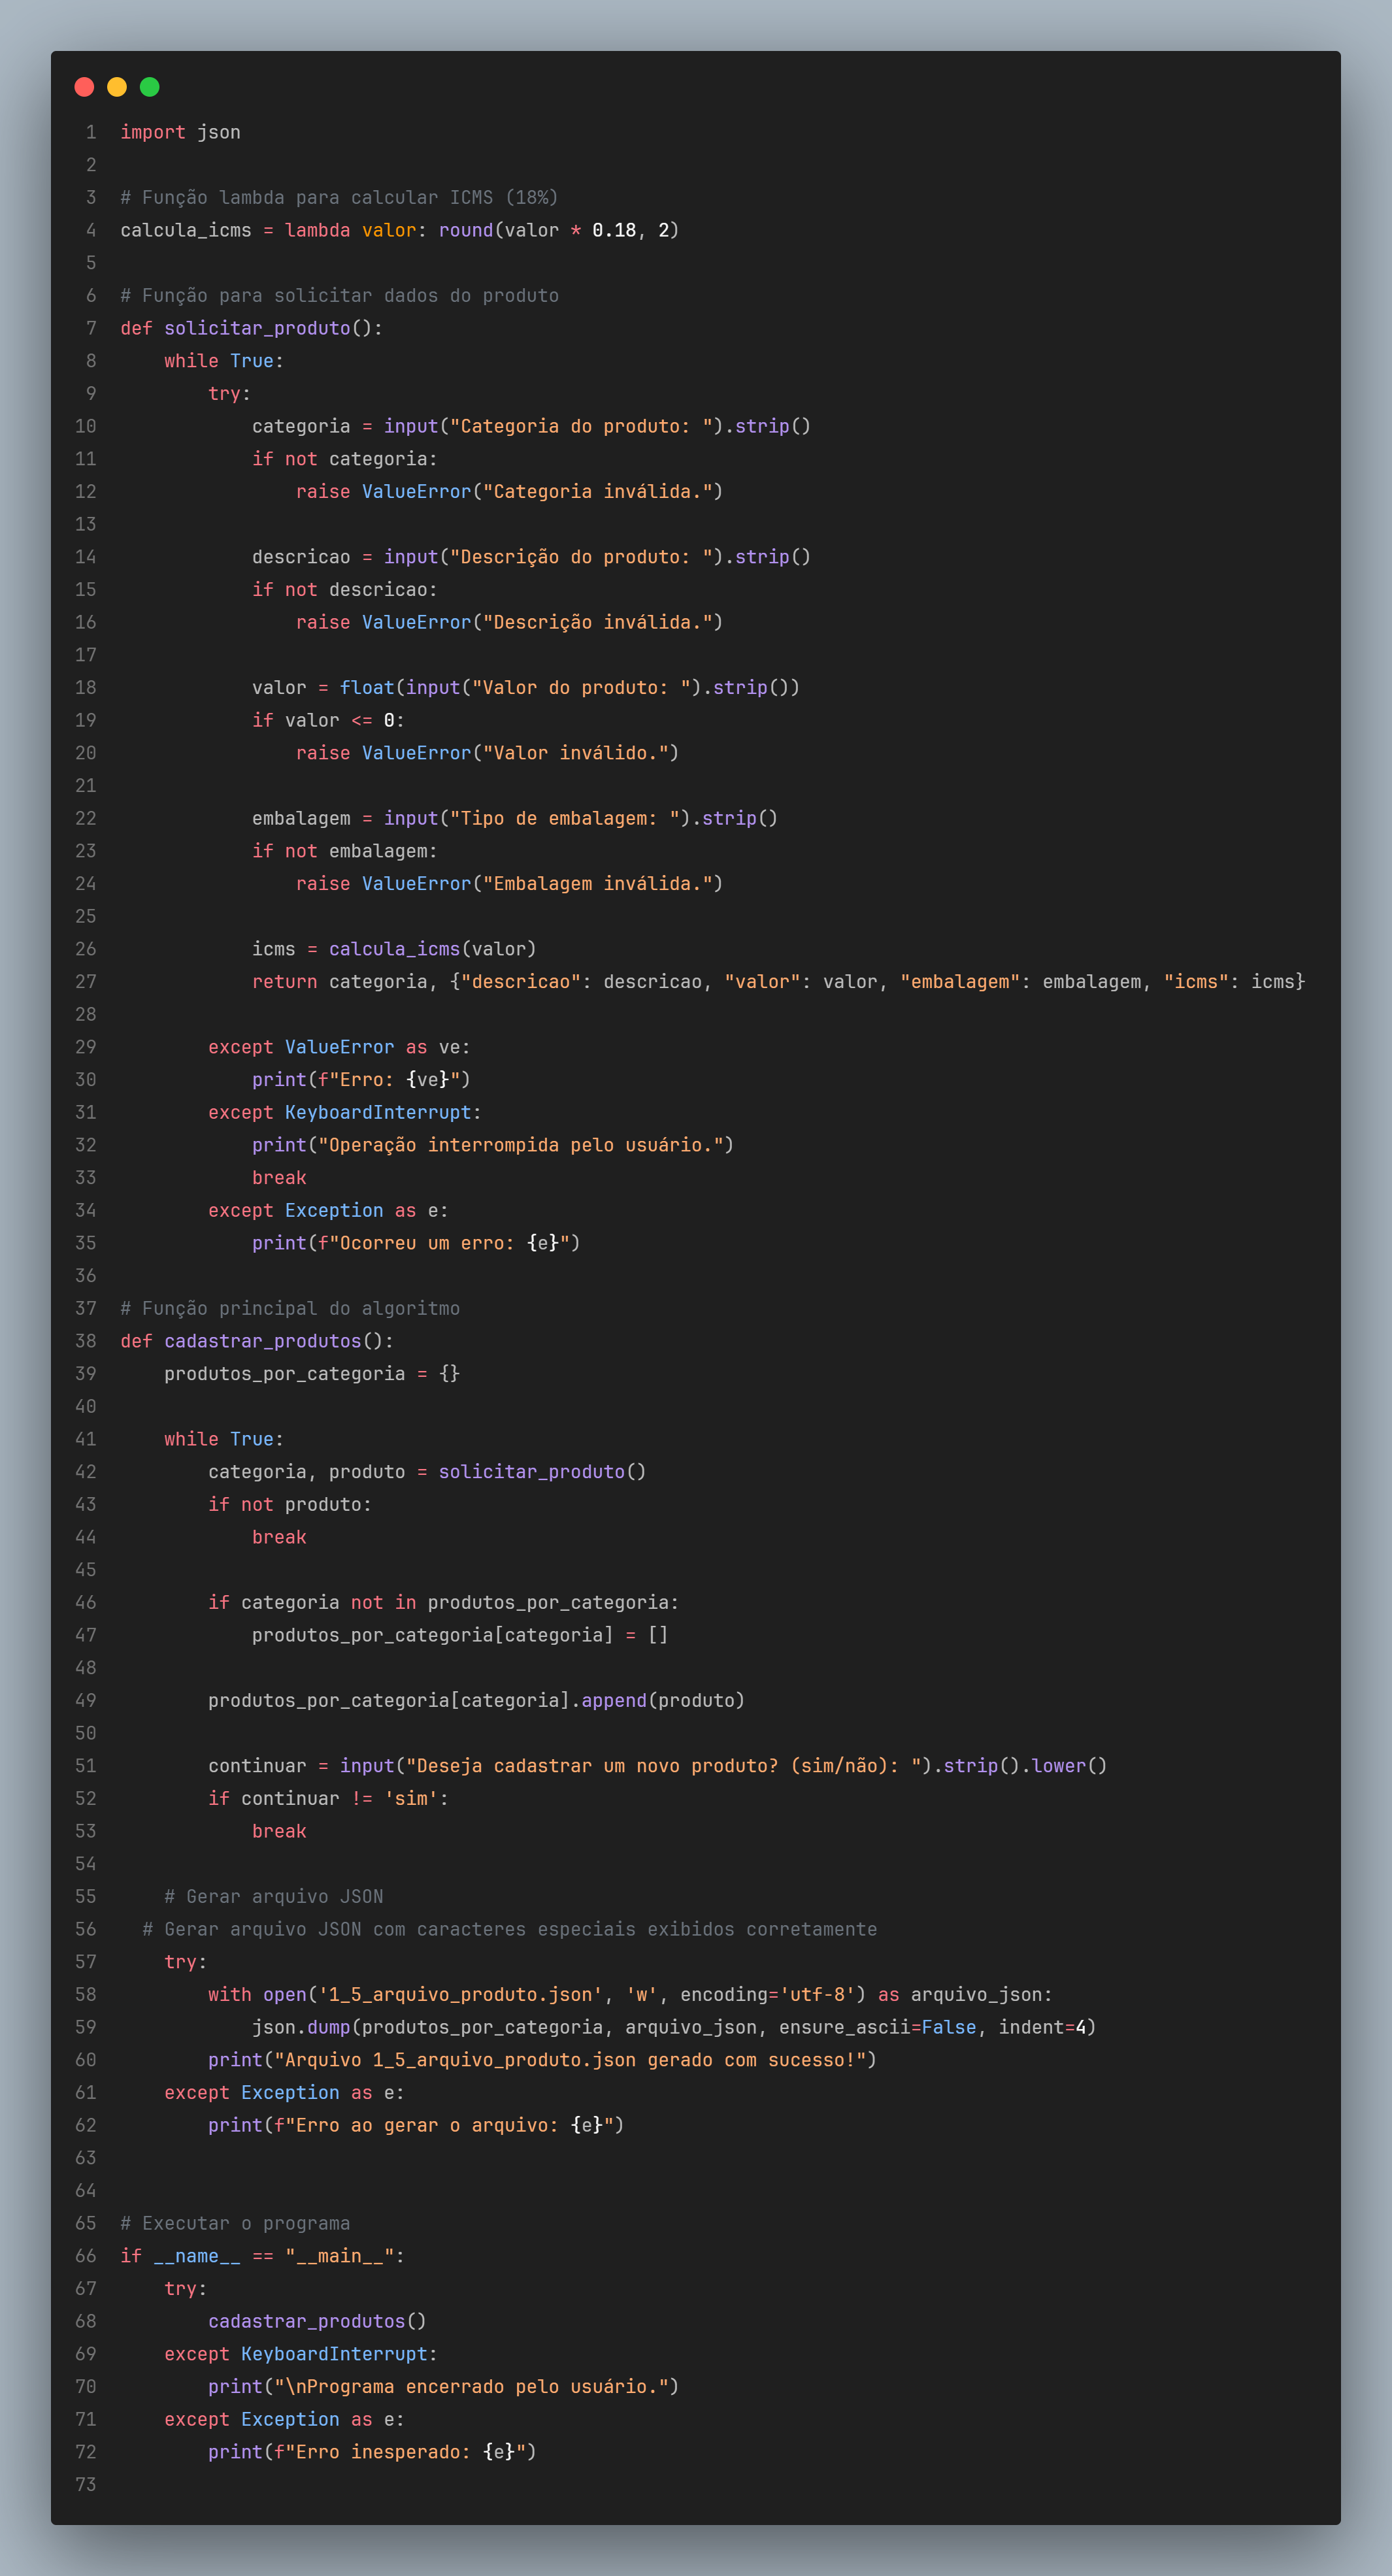 1 import json
2
3 # Função lambda para calcular ICMS (18%)
4 calcula_icms = lambda valor: round(valor * 0.18, 2)
5
6 # Função para solicitar dados do produto
7 def solicitar_produto():
8     while True:
9         try:
10             categoria = input("Categoria do produto: ").strip()
11             if not categoria:
12                 raise ValueError("Categoria inválida.")
13
14             descricao = input("Descrição do produto: ").strip()
15             if not descricao:
16                 raise ValueError("Descrição inválida.")
17
18             valor = float(input("Valor do produto: ").strip())
19             if valor <= 0:
20                 raise ValueError("Valor inválido.")
21
22             embalagem = input("Tipo de embalagem: ").strip()
23             if not embalagem:
24                 raise ValueError("Embalagem inválida.")
25
26             icms = calcula_icms(valor)
27             return categoria, {"descricao": descricao, "valor": valor, "embalagem": embalagem, "icms": icms}
28
29         except ValueError as ve:
30             print(f"Erro: {ve}")
31         except KeyboardInterrupt:
32             print("Operação interrompida pelo usuário.")
33             break
34         except Exception as e:
35             print(f"Ocorreu um erro: {e}")
36
37 # Função principal do algoritmo
38 def cadastrar_produtos():
39     produtos_por_categoria = {}
40
41     while True:
42         categoria, produto = solicitar_produto()
43         if not produto:
44             break
45
46         if categoria not in produtos_por_categoria:
47             produtos_por_categoria[categoria] = []
48
49         produtos_por_categoria[categoria].append(produto)
50
51         continuar = input("Deseja cadastrar um novo produto? (sim/não): ").strip().lower()
52         if continuar != 'sim':
53             break
54
55     # Gerar arquivo JSON
56   # Gerar arquivo JSON com caracteres especiais exibidos corretamente
57     try:
58         with open('1_5_arquivo_produto.json', 'w', encoding='utf-8') as arquivo_json:
59             json.dump(produtos_por_categoria, arquivo_json, ensure_ascii=False, indent=4)
60         print("Arquivo 1_5_arquivo_produto.json gerado com sucesso!")
61     except Exception as e:
62         print(f"Erro ao gerar o arquivo: {e}")
63
64
65 # Executar o programa
66 if __name__ == "__main__":
67     try:
68         cadastrar_produtos()
69     except KeyboardInterrupt:
70         print("\nPrograma encerrado pelo usuário.")
71     except Exception as e:
72         print(f"Erro inesperado: {e}")
73